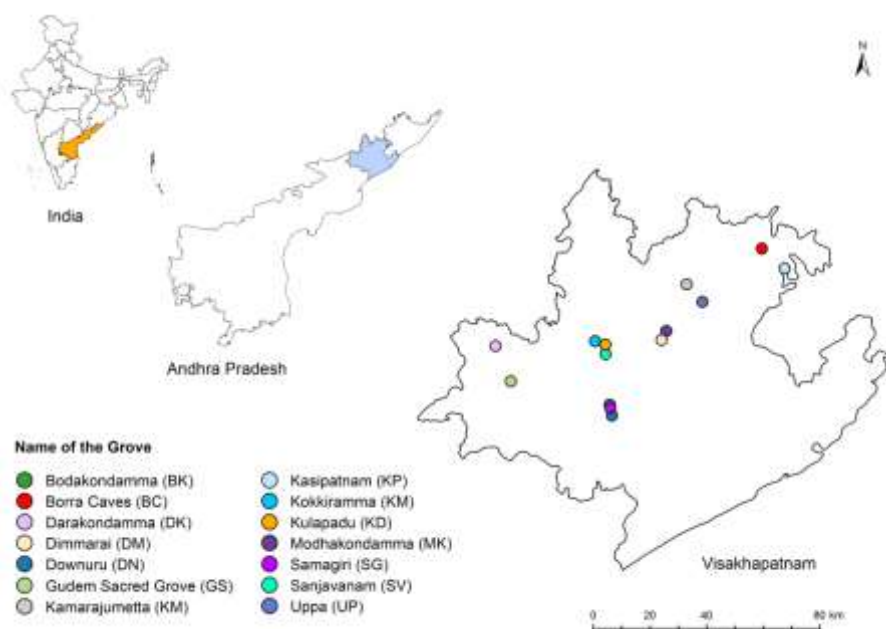 N
India
Andhra Pradesh
Name of the Grove
Bodakondamma (BK)
Borra Caves (BC)
Darakondamma (DK)
Dimmarai (DM)
Downuru (DN)
Gudem Sacred Grove (GS)
Kamarajumetta (KM)
Kasipatnam (KP)
Kokkiramma (KM)
Kulapadu (KD)
Modhakondamma (MK)
Samagiri (SG)
Sanjavanam (SV)
Uppa (UP)
Visakhapatnam
0 20 40 80 km